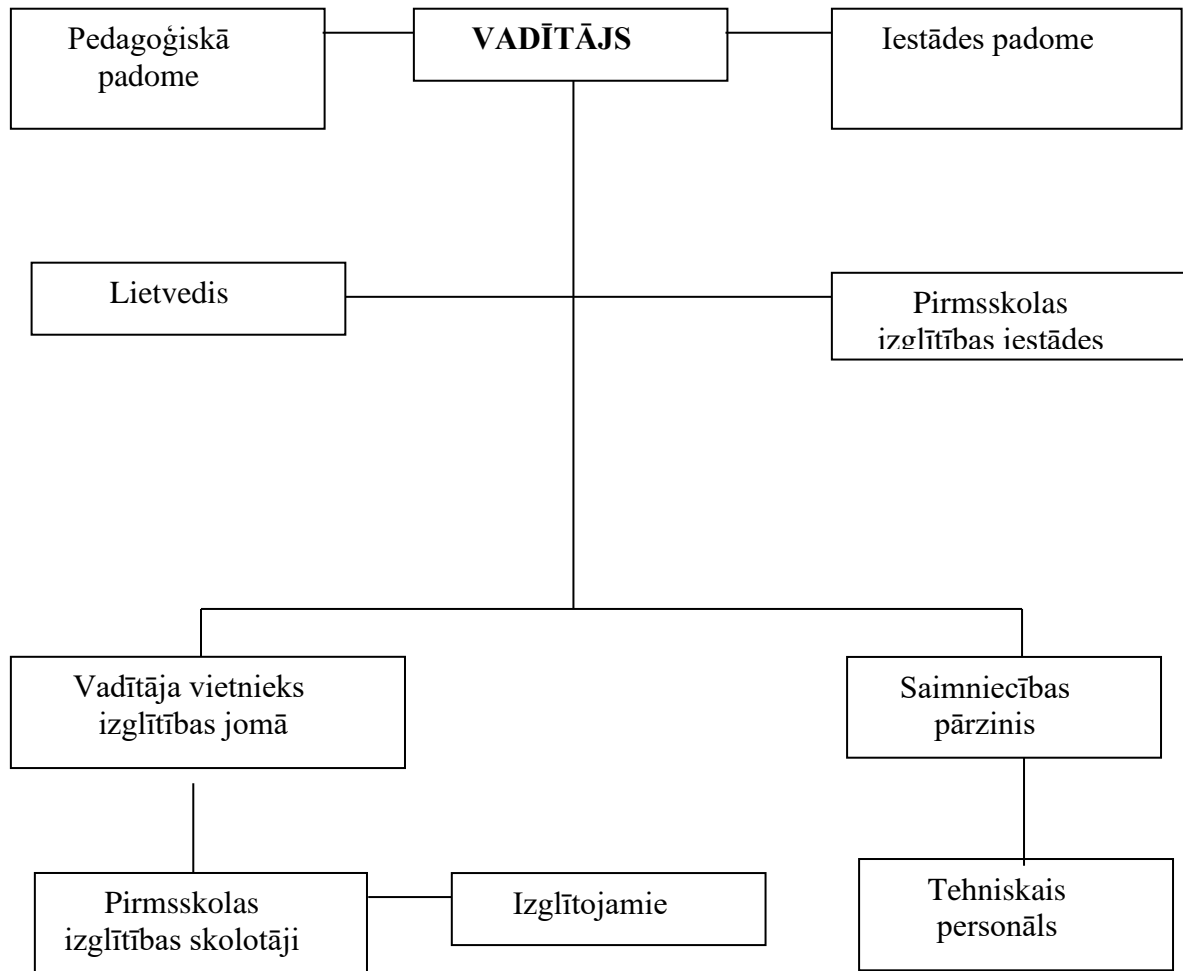 Pedagoģiskā
padome
VADĪTĀJS
Iestādes padome
Lietvedis
Pirmsskolas
izglītības iestādes
Vadītāja vietnieks
izglītības jomā
Saimniecības
pārzinis
Pirmsskolas
izglītības skolotāji
Izglītojamie
Tehniskais
personāls